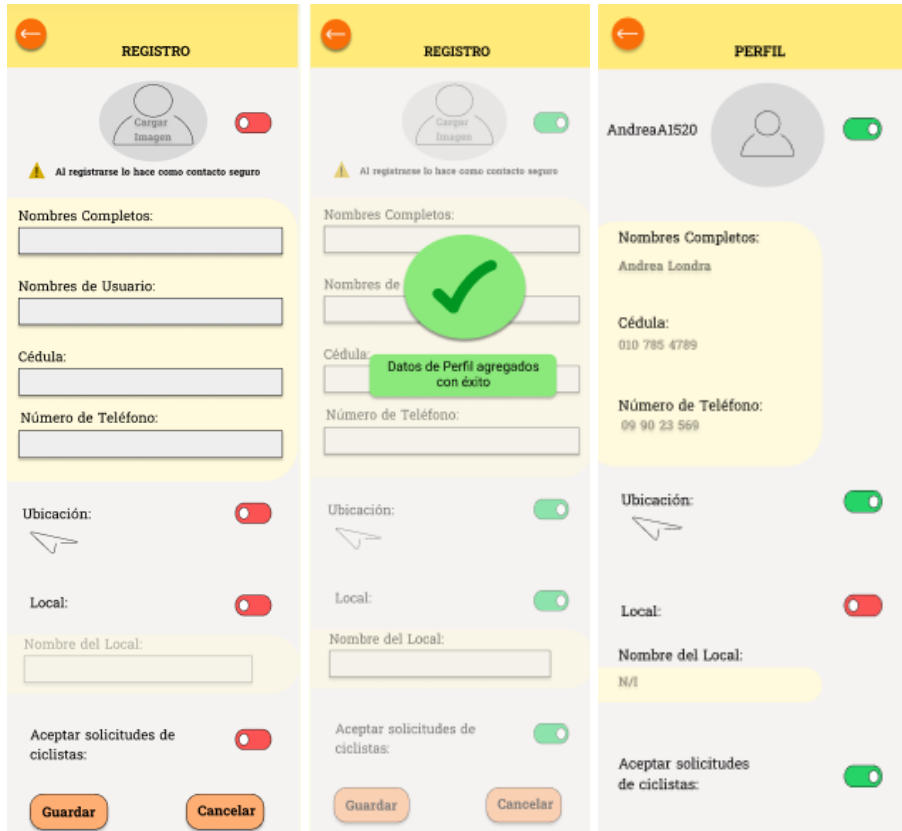 REGISTRO
Cargar
Imagen
Al registrarse lo hace como contacto seguro
Nombres Completos:
Nombres de Usuario:
Cédula:
Número de Teléfono:
Ubicación:
Local:
Nombre del Local:
Aceptar solicitudes de
ciclistas:
Guardar
Cancelar
REGISTRO
Cargar
Imagen
Al registrarse lo hace como contacto seguro
Nombres Completos:
Nombres de
Cédula:
Datos de Perfil agregados
con éxito
Número de Teléfono:
Ubicación:
Local:
Nombre del Local:
Aceptar solicitudes de
ciclistas:
Guardar
Cancelar
PERFIL
AndreaA1520
Nombres Completos:
Andrea Londra
Cédula:
010 785 4789
Número de Teléfono:
09 90 23 569
Ubicación:
Local:
Nombre del Local:
N/I
Aceptar solicitudes
de ciclistas: